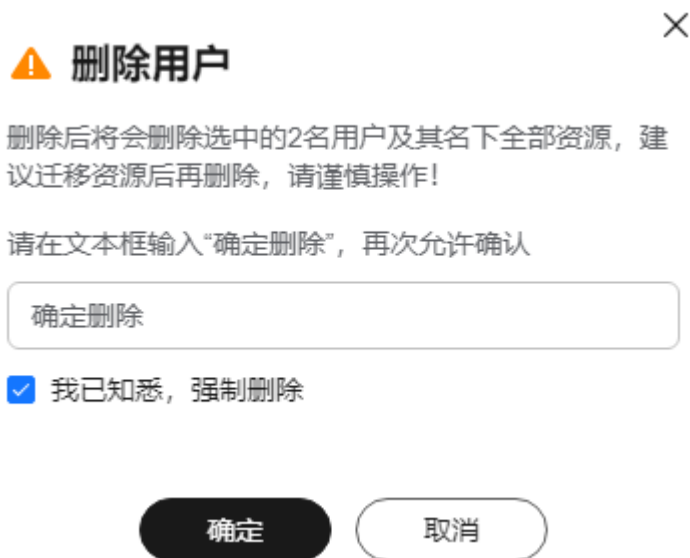 删除用户
删除后将会删除选中的2名用户及其名下全部资源，建
议迁移资源后再删除，请谨慎操作！
请在文本框输入“确定删除”，再次允许确认
确定删除
我已知悉，强制删除
确定
取消